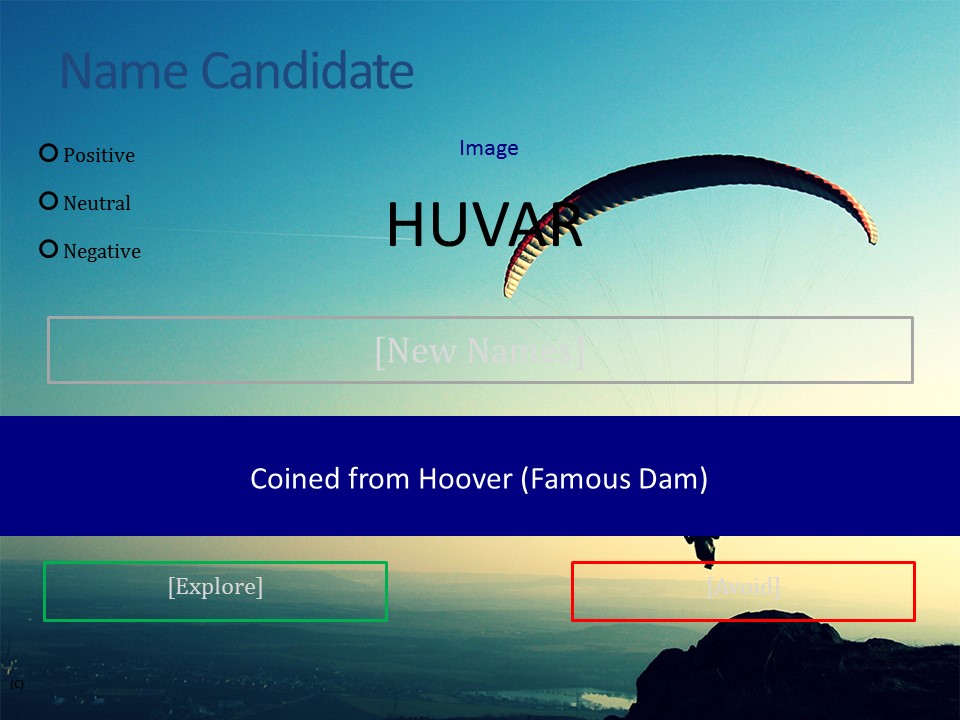 Name Candidate
Positive
Neutral
Negative
Image
HUVAR
[New Names]
Coined from Hoover (Famous Dam)
[Explore]
[Avoid]
(C)